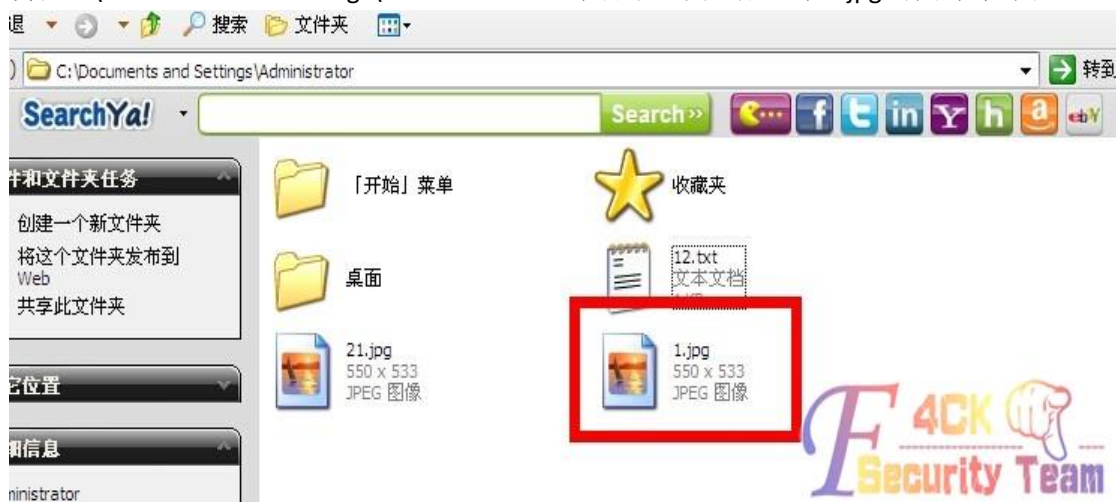 退 搜索 文件夹
C:\Documents and Settings\Administrator 转到
SearchYa! Search »
件和文件夹任务
创建一个新文件夹
将这个文件夹发布到
Web
共享此文件夹
它位置
细信息
ministrator
「开始」菜单
收藏夹
桌面
12.txt
文本文档
21.jpg
550 x 533
JPEG 图像
1.jpg
550 x 533
JPEG 图像
F4CK
Security Team